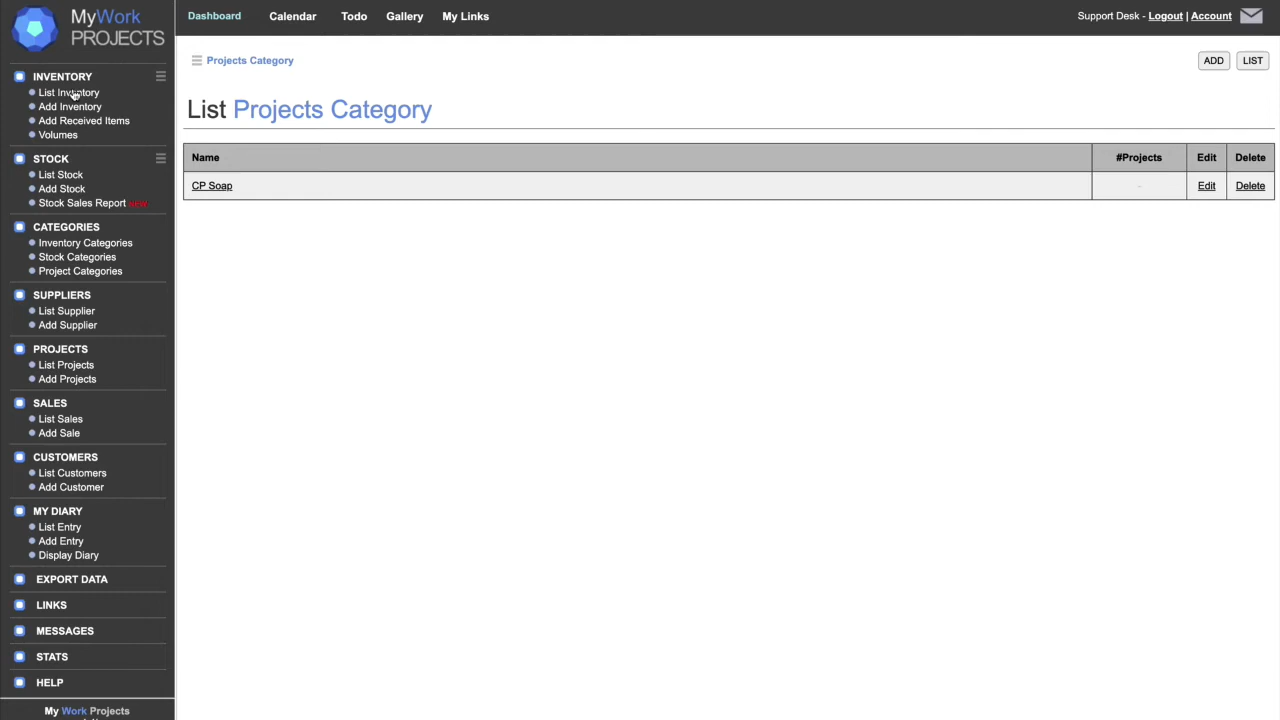 MyWork
PROJECTS
Dashboard
Calendar
Todo
Gallery
My Links
Support Desk - Logout | Account
INVENTORY
List Inventory
Add Inventory
Add Received Items
Volumes
STOCK
List Stock
Add Stock
Stock Sales Report NEW
CATEGORIES
Inventory Categories
Stock Categories
Project Categories
SUPPLIERS
List Supplier
Add Supplier
PROJECTS
List Projects
Add Projects
SALES
List Sales
Add Sale
CUSTOMERS
List Customers
Add Customer
MY DIARY
List Entry
Add Entry
Display Diary
EXPORT DATA
LINKS
MESSAGES
STATS
HELP
My Work Projects
Projects Category
ADD
LIST
List Projects Category
Name #Projects Edit Delete
CP Soap - Edit Delete